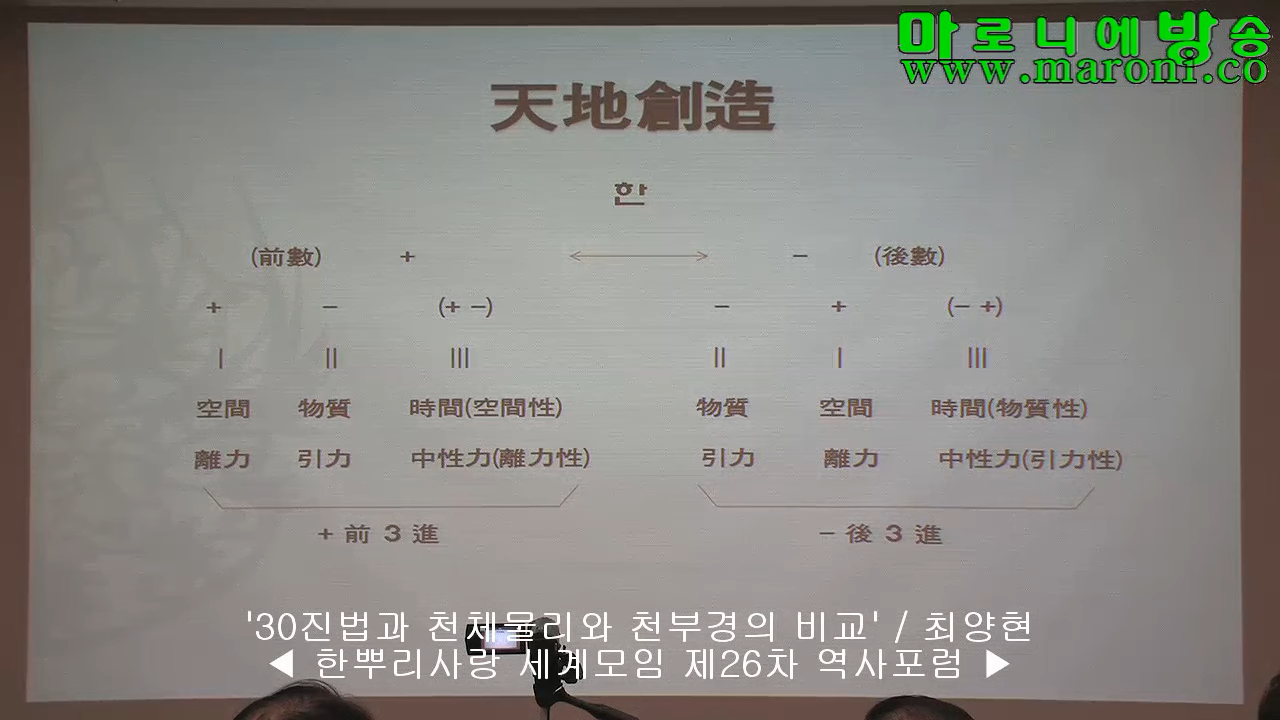 마로니에방송
www.maroni.co
天地創造
한
(前數) + − (後數)
+ − (+ −) − + (− +)
| || ||| || | |||
空間 物質 時間(空間性) 物質 空間 時間(物質性)
離力 引力 中性力(離力性) 引力 離力 中性力(引力性)
+ 前 3 進 − 後 3 進
'30진법과 천체물리와 천부경의 비교' / 최양현
◀ 한뿌리사랑 세계모임 제26차 역사포럼 ▶